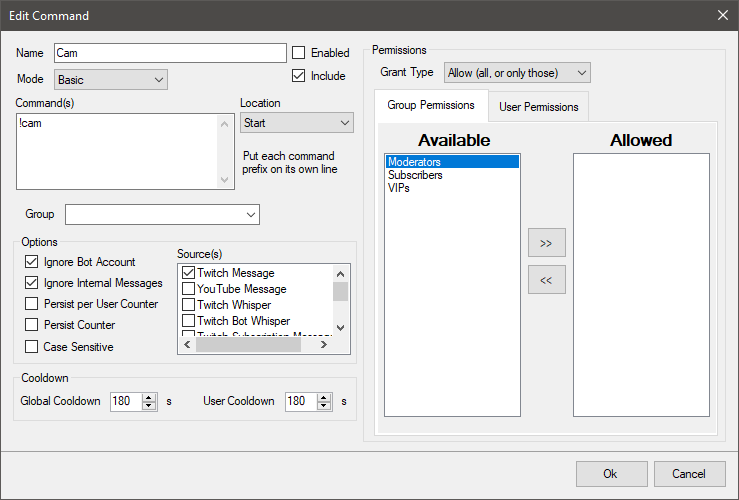 Edit Command
Name
Cam
Enabled
Mode
Basic
Include
Command(s)
Location
!cam
Start
Put each command
prefix on its own line
Group
Options
Ignore Bot Account
Ignore Internal Messages
Persist per User Counter
Persist Counter
Case Sensitive
Source(s)
Twitch Message
YouTube Message
Twitch Whisper
Twitch Bot Whisper
Twitch Subscription Message
Cooldown
Global Cooldown
180
s
User Cooldown
180
s
Permissions
Grant Type
Allow (all, or only those)
Group Permissions
User Permissions
Available
Allowed
Moderators
Subscribers
VIPs
>>
<<
Ok
Cancel